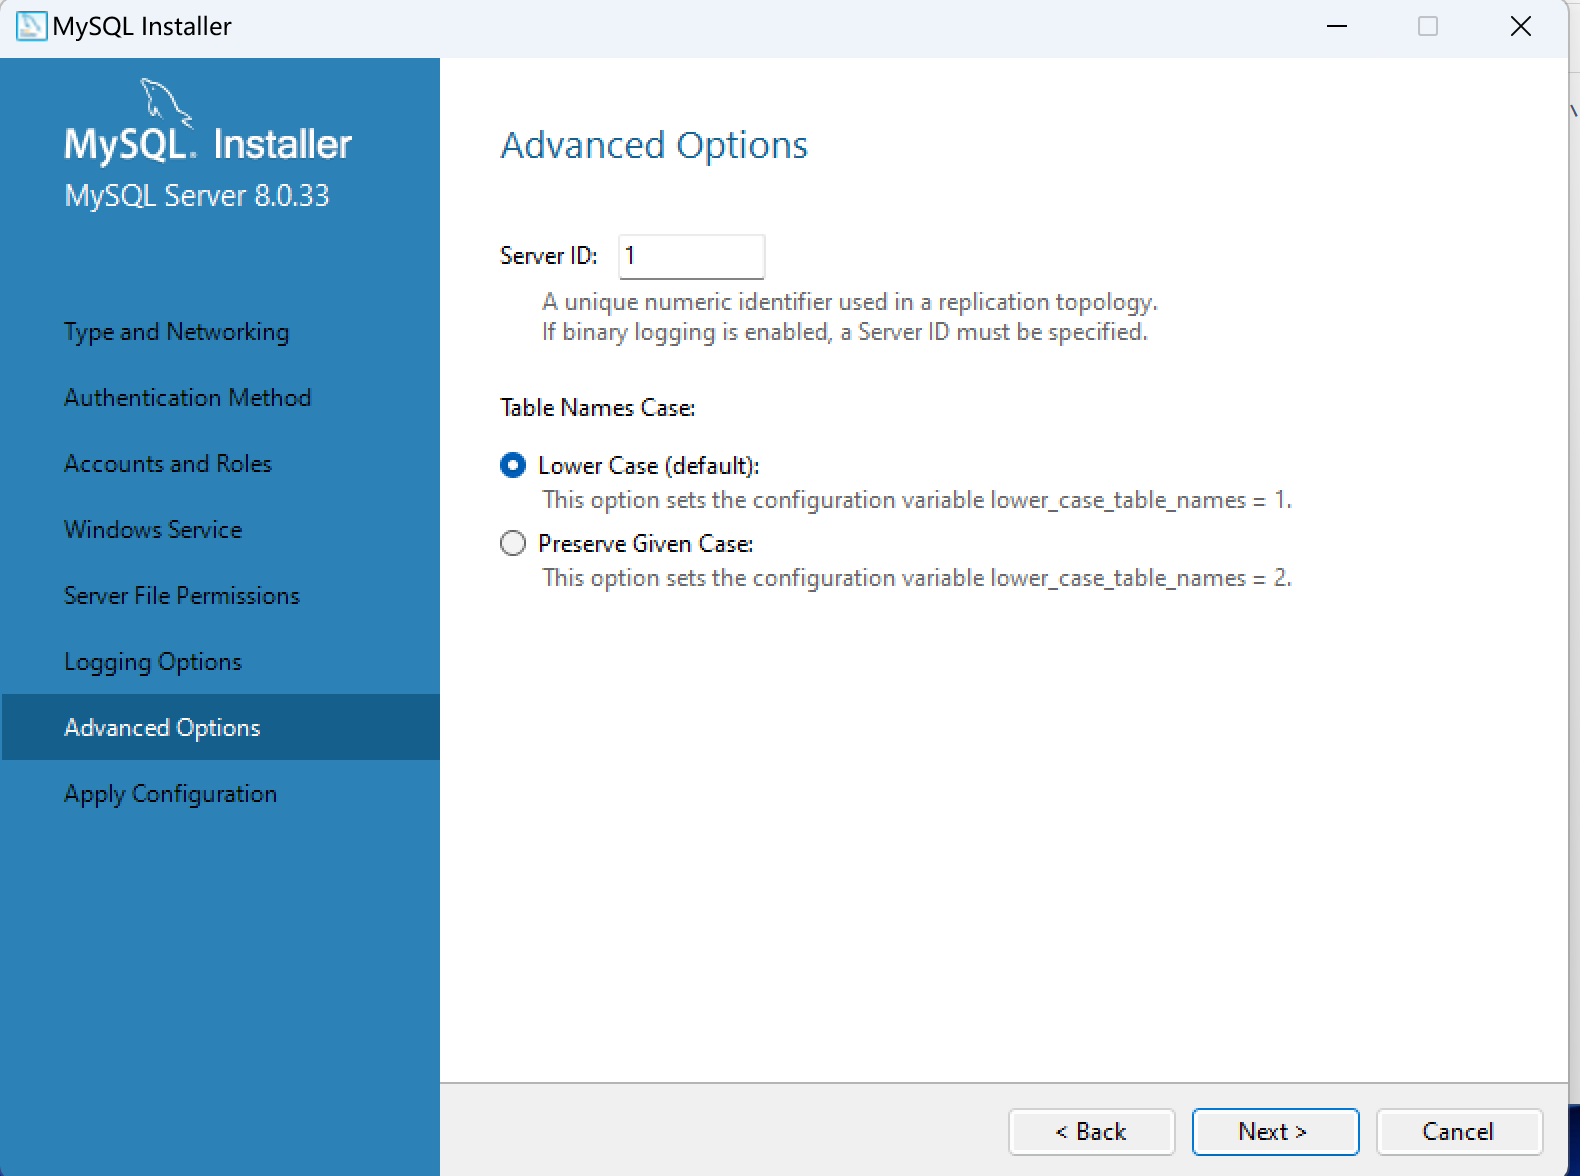 MySQL Installer
MySQL. Installer
MySQL Server 8.0.33
Type and Networking
Authentication Method
Accounts and Roles
Windows Service
Server File Permissions
Logging Options
Advanced Options
Apply Configuration
Advanced Options
Server ID: 1
A unique numeric identifier used in a replication topology.
If binary logging is enabled, a Server ID must be specified.
Table Names Case:
Lower Case (default):
This option sets the configuration variable lower_case_table_names = 1.
Preserve Given Case:
This option sets the configuration variable lower_case_table_names = 2.
< Back Next > Cancel